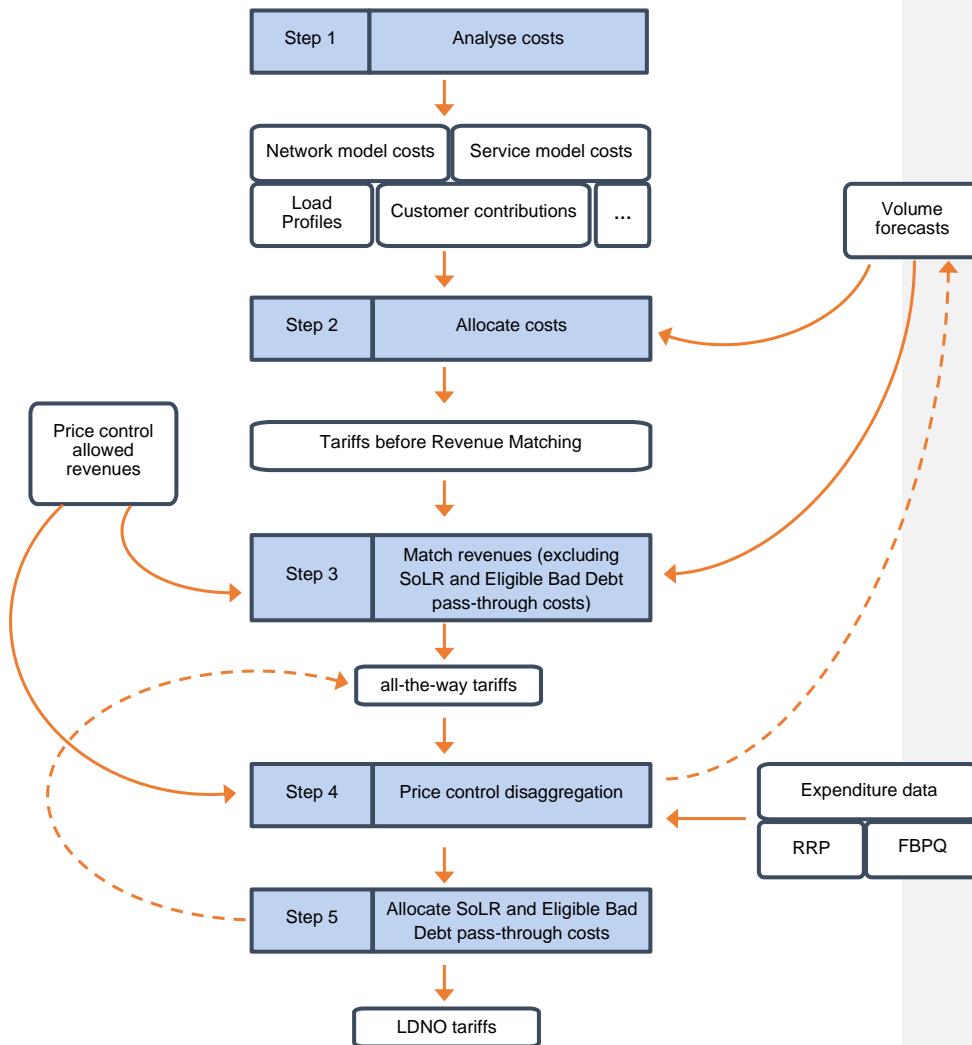 Step 1
Analyse costs
Network model costs
Service model costs
Load
Profiles
Customer contributions
...
Volume
forecasts
Step 2
Allocate costs
Price control
allowed
revenues
Tariffs before Revenue Matching
Step 3
Match revenues (excluding
SoLR and Eligible Bad Debt
pass-through costs)
all-the-way tariffs
Step 4
Price control disaggregation
Expenditure data
RRP
FBPQ
Step 5
Allocate SoLR and Eligible Bad
Debt pass-through costs
LDNO tariffs